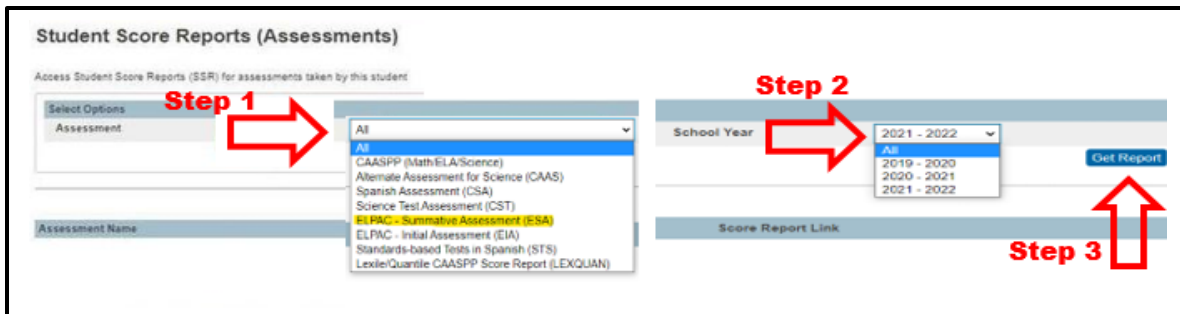 Student Score Reports (Assessments)
Access Student Score Reports (SSR) for assessments taken by this student
Select Options
Assessment
Step 1
All
All
CAASPP (Math/ELA/Science)
Alternate Assessment for Science (CAAS)
Spanish Assessment (CSA)
Science Test Assessment (CST)
ELPAC - Summative Assessment (ESA)
ELPAC - Initial Assessment (EIA)
Standards-based Tests in Spanish (STS)
Lexile/Quantile CAASPP Score Report (LEXQUAN)
Step 2
School Year
2021 - 2022
All
2019 - 2020
2020 - 2021
2021 - 2022
Get Report
Step 3
Assessment Name
Score Report Link